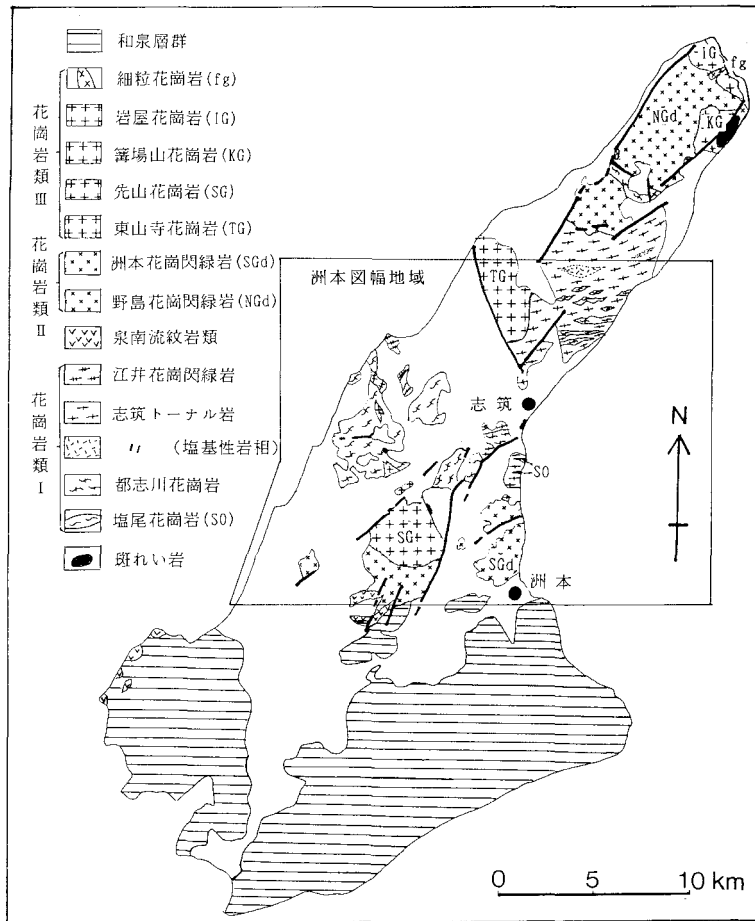 和泉層群
細粒花崗岩(fg)
岩屋花崗岩(IG)
篝場山花崗岩(KG)
先山花崗岩(SG)
東山寺花崗岩(TG)
洲本花崗閃緑岩(SGd)
野島花崗閃緑岩(NGd)
泉南流紋岩類
江井花崗閃緑岩
志筑トーナル岩
〃 (塩基性岩相)
都志川花崗岩
塩尾花崗岩(SO)
斑れい岩
花崗岩類Ⅲ
花崗岩類Ⅱ
花崗岩類Ⅰ
IG
fg
NGd
KG
洲本図幅地域
TG
志筑
SO
SG
SGd
洲本
N
0 5 10 km